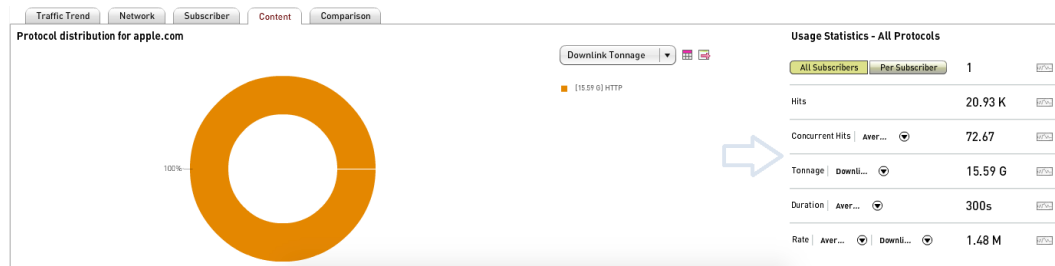 Traffic Trend Network Subscriber Content Comparison
Protocol distribution for apple.com
Downlink Tonnage
(15.59 G) HTTP
100%
Usage Statistics - All Protocols
All Subscribers Per Subscriber 1
Hits 20.93 K
Concurrent Hits Aver... 72.67
Tonnage Downli... 15.59 G
Duration Aver... 300s
Rate Aver... Downli... 1.48 M